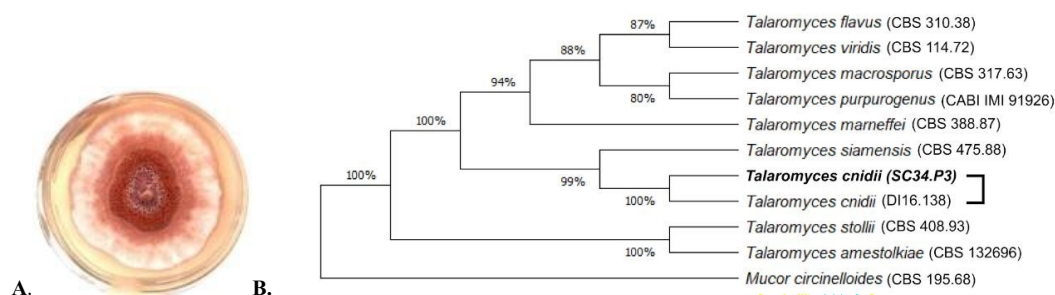 87%
Talaromyces flavus (CBS 310.38)
88%
Talaromyces viridis (CBS 114.72)
94%
Talaromyces macrosporus (CBS 317.63)
80%
Talaromyces purpurogenus (CABI IMI 91926)
100%
Talaromyces marneffei (CBS 388.87)
Talaromyces siamensis (CBS 475.88)
100%
99%
Talaromyces cnidii (SC34.P3)
100%
Talaromyces cnidii (DI16.138)
Talaromyces stollii (CBS 408.93)
100%
Talaromyces amestolkiae (CBS 132696)
Mucor circinelloides (CBS 195.68)
A.
B.